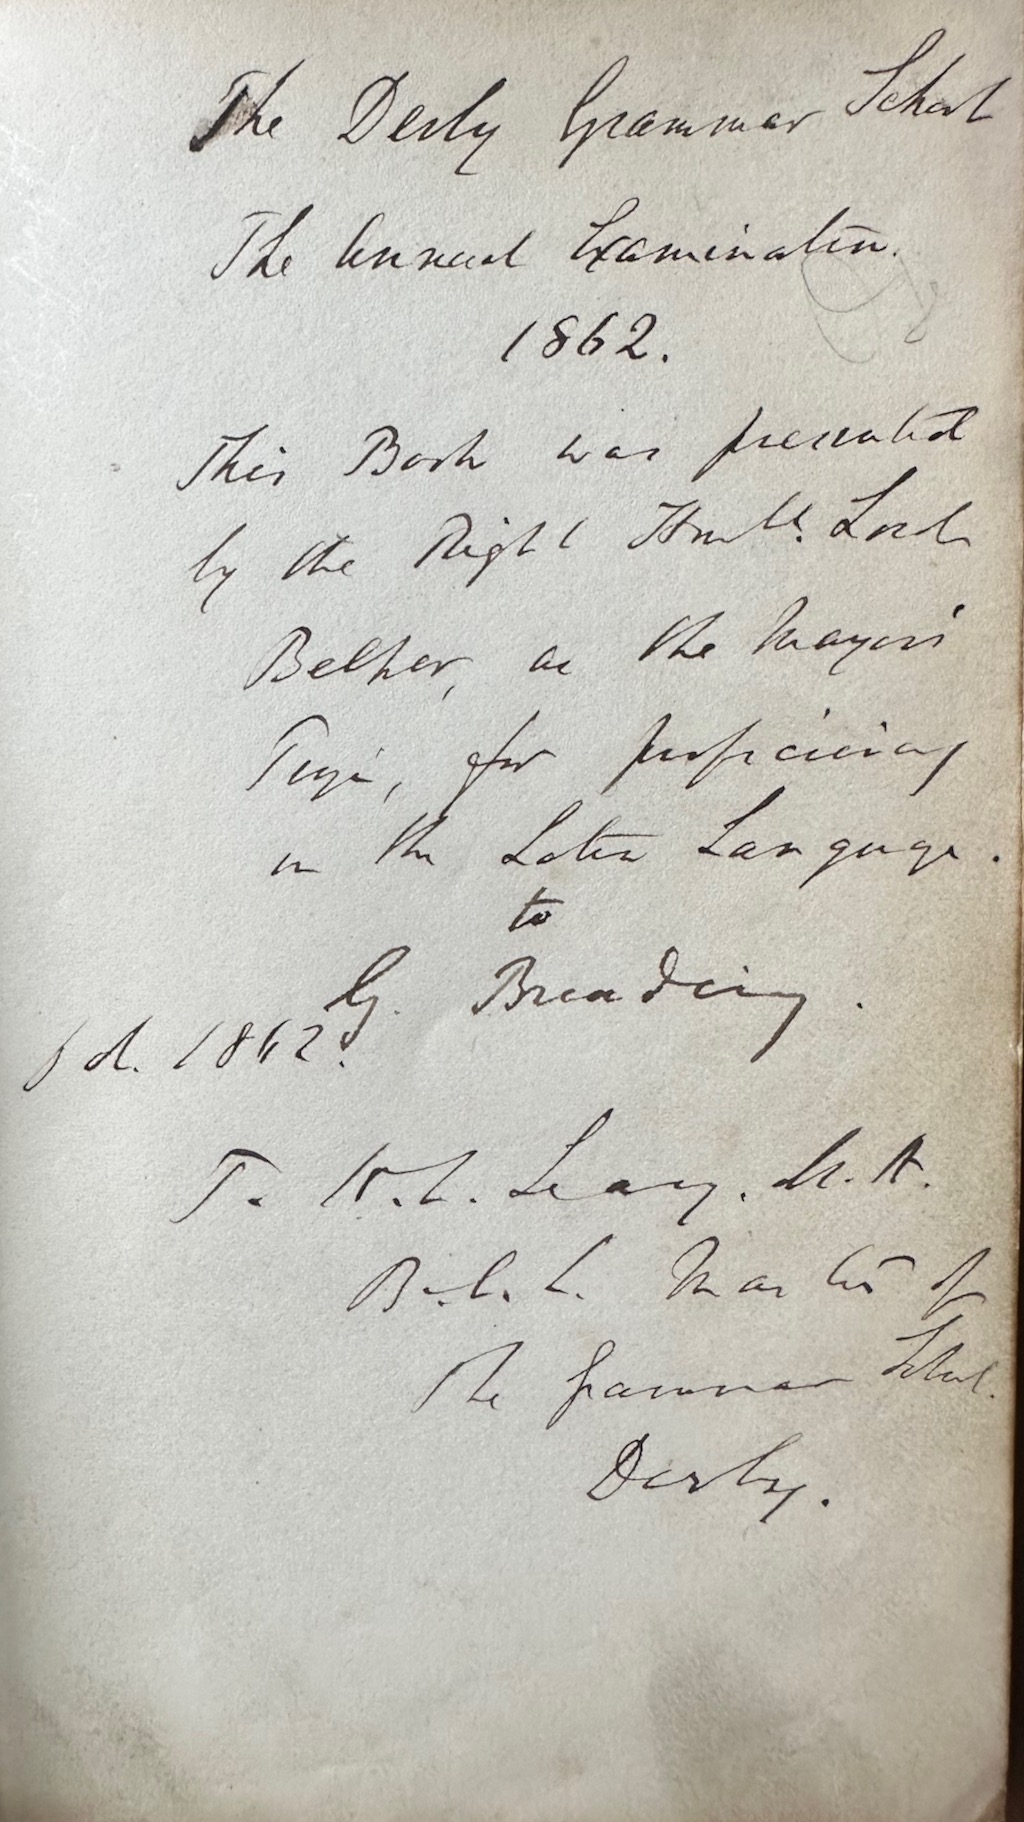 The Derby Grammar School
The Annual Examination.
1862.
This Book was presented
by the Right Honble. Lord
Belper, as the Mayor's
Prize, for proficiency
in the Latin Language.
to
G. Breading.
1862.
T. H. L. Leary. M.A.
D.C.L. Master of
the Grammar School.
Derby.